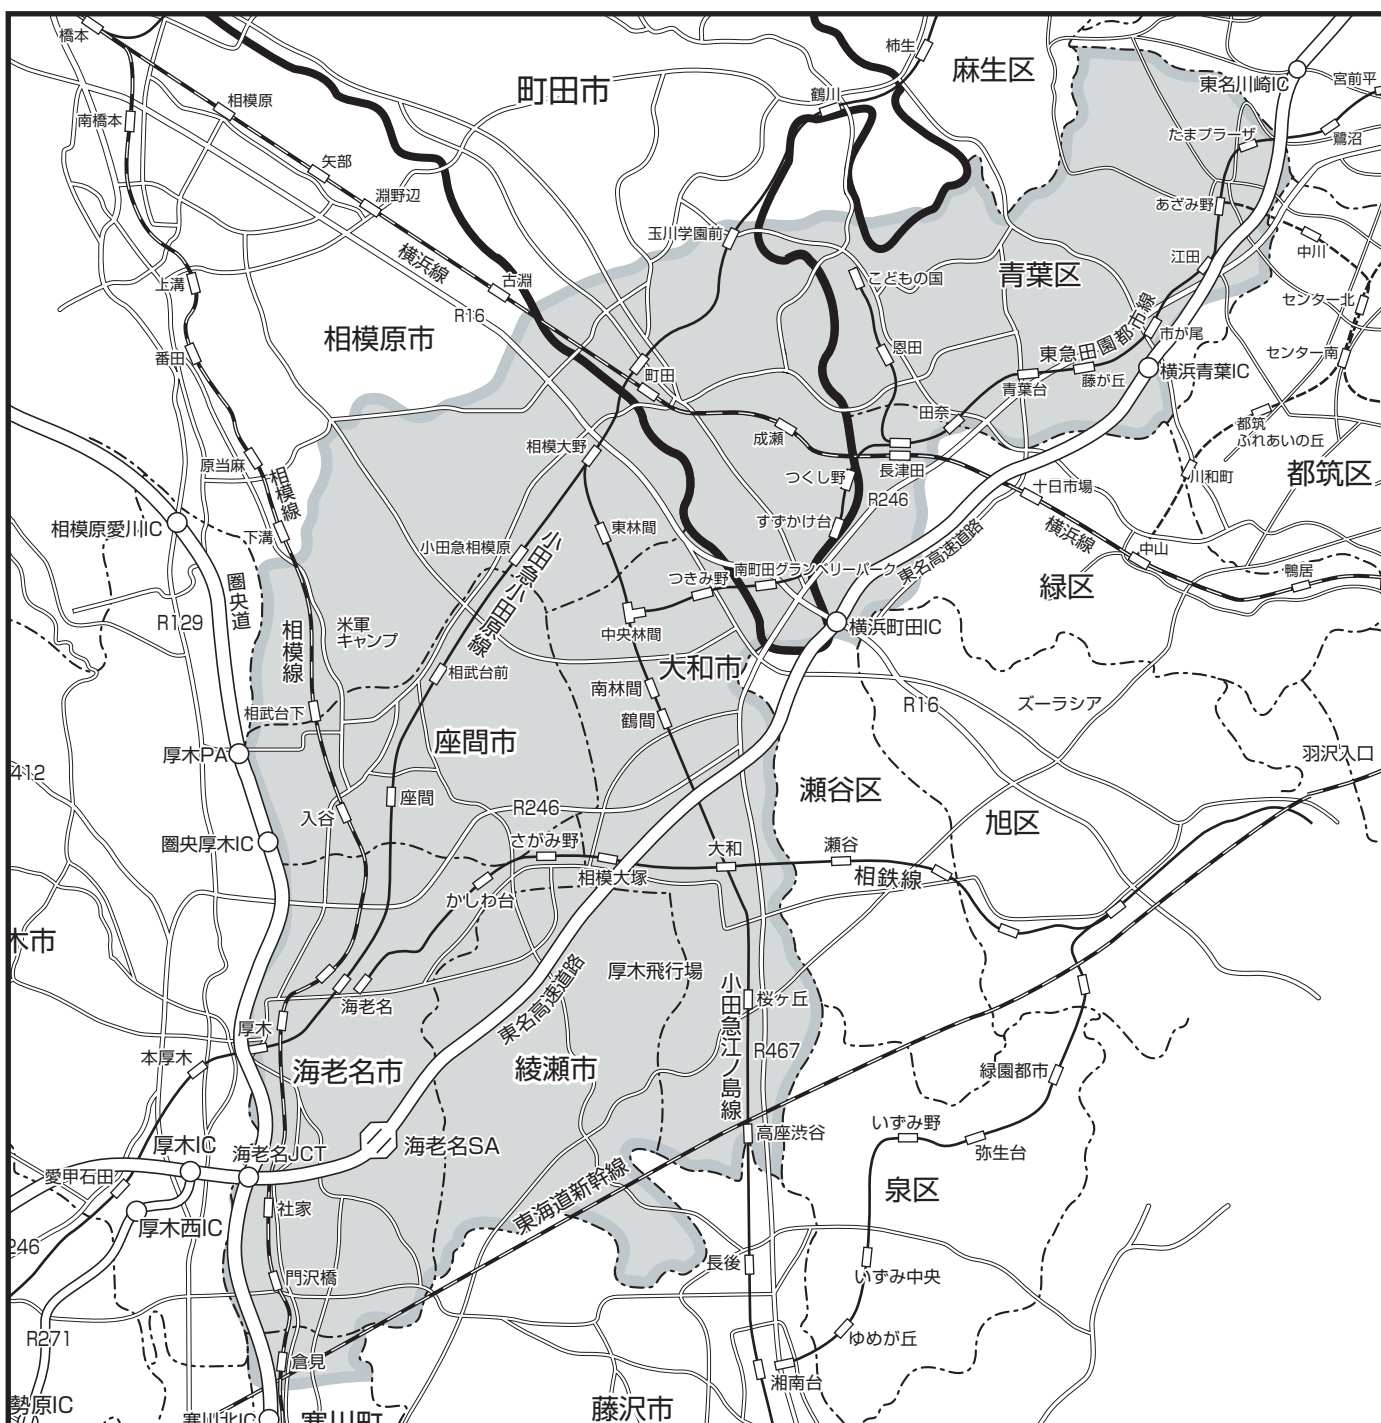 橋本
柿生
麻生区
東名川崎IC
宮前平
町田市
鶴川
相模原
南橋本
たまプラーザ
鷺沼
矢部
淵野辺
あざみ野
玉川学園前
中川
横浜線
江田
上溝
古淵
こどもの国
青葉区
センター北
R16
相模原市
東急田園都市線
市が尾
番田
恩田
センター南
町田
青葉台
藤が丘
横浜青葉IC
田奈
都筑
ふれあいの丘
成瀬
相模大野
原当麻
長津田
つくし野
川和町
都筑区
相模線
十日市場
R246
相模原愛川IC
下溝
すずかけ台
東林間
小田急相模原
小田急小田原線
東名高速道路
横浜線
中山
南町田グランベリーパーク
つきみ野
鴨居
緑区
圏央道
R129
相模線
米軍
キャンプ
中央林間
横浜町田IC
大和市
相武台前
南林間
R16
ズーラシア
相武台下
鶴間
座間市
厚木PA
羽沢入口
412
瀬谷区
座間
R246
入谷
旭区
圏央厚木IC
さがみ野
大和
瀬谷
相模大塚
相鉄線
かしわ台
木市
厚木飛行場
小田急江ノ島線
桜ヶ丘
東名高速道路
海老名
厚木
R467
本厚木
海老名市
綾瀬市
緑園都市
いずみ野
高座渋谷
弥生台
厚木IC
海老名JCT
海老名SA
愛甲石田
東海道新幹線
泉区
社家
厚木西IC
246
長後
門沢橋
いずみ中央
R271
ゆめが丘
倉見
湘南台
勢原IC
寒川北IC
寒川町
藤沢市